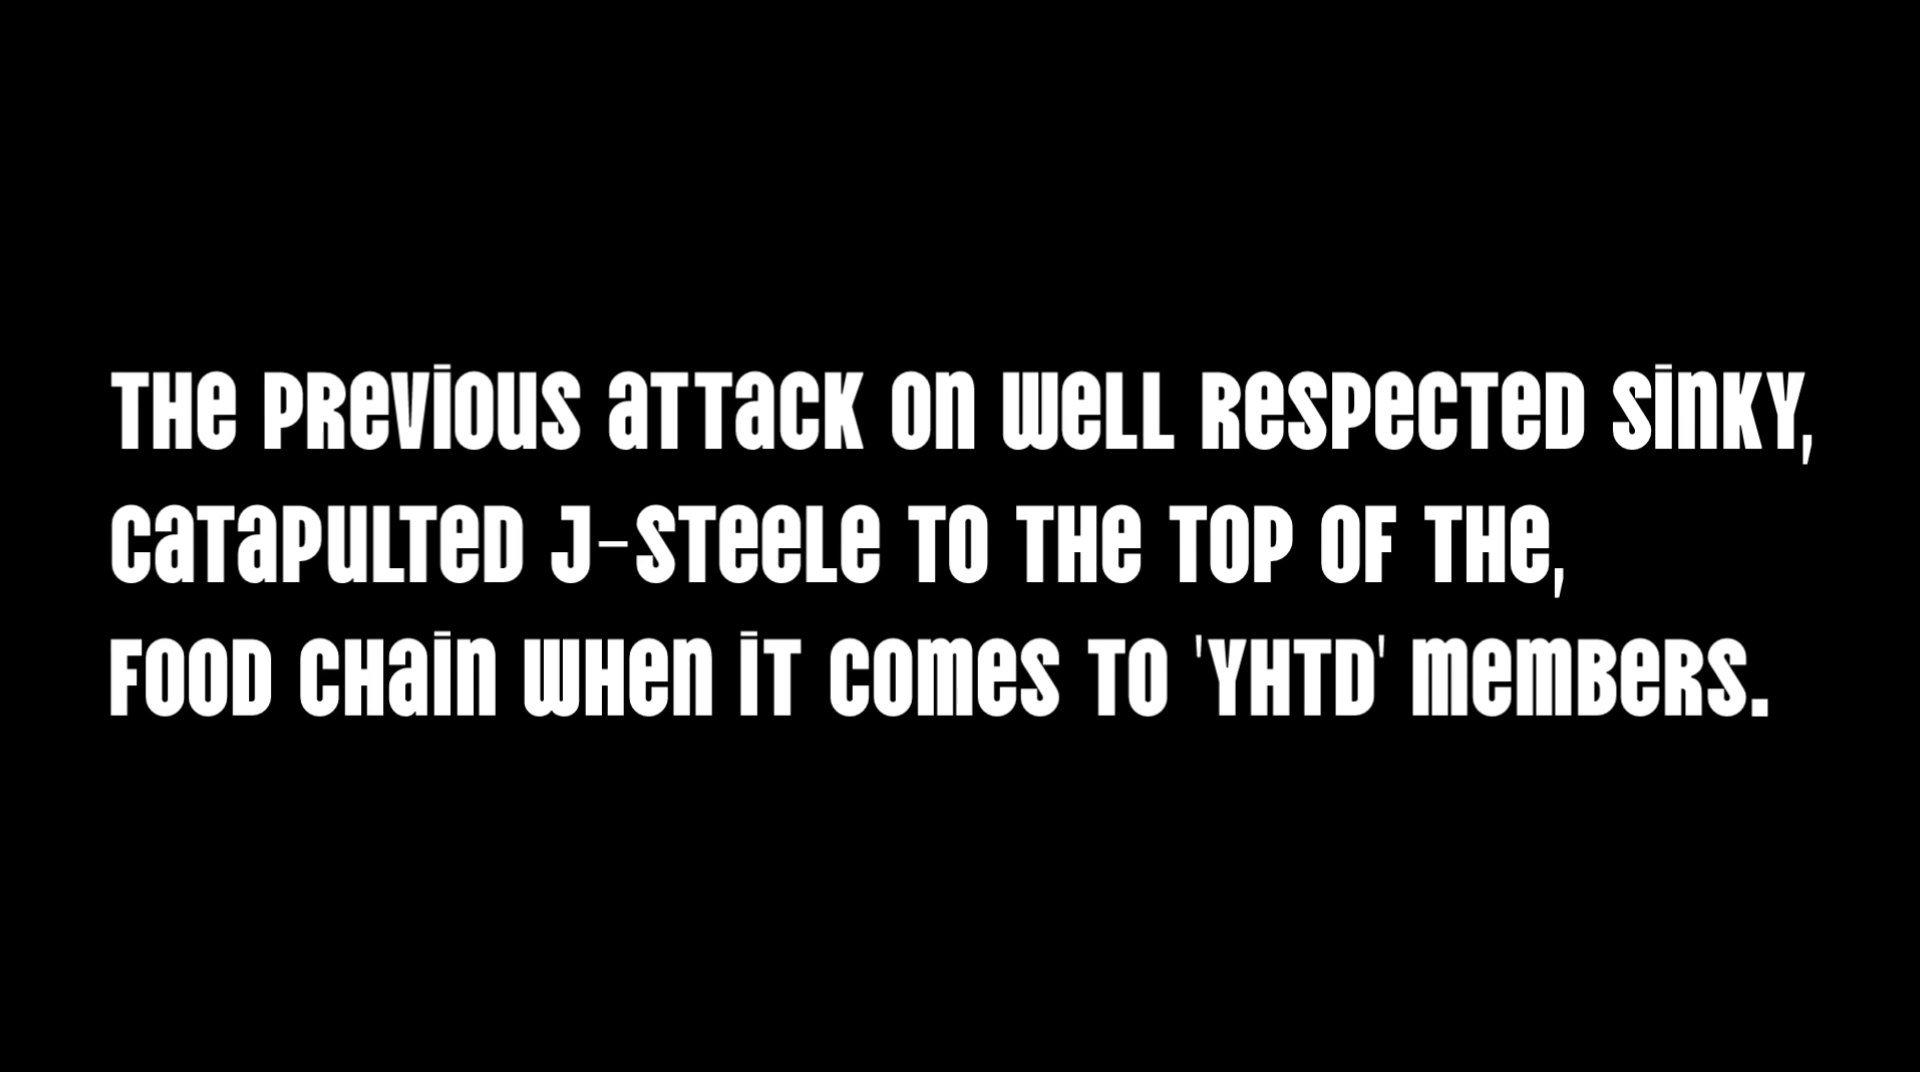 The previous attack on well respected Sinky,
catapulted J-Steele to the top of the,
food chain when it comes to 'YHTD' members.